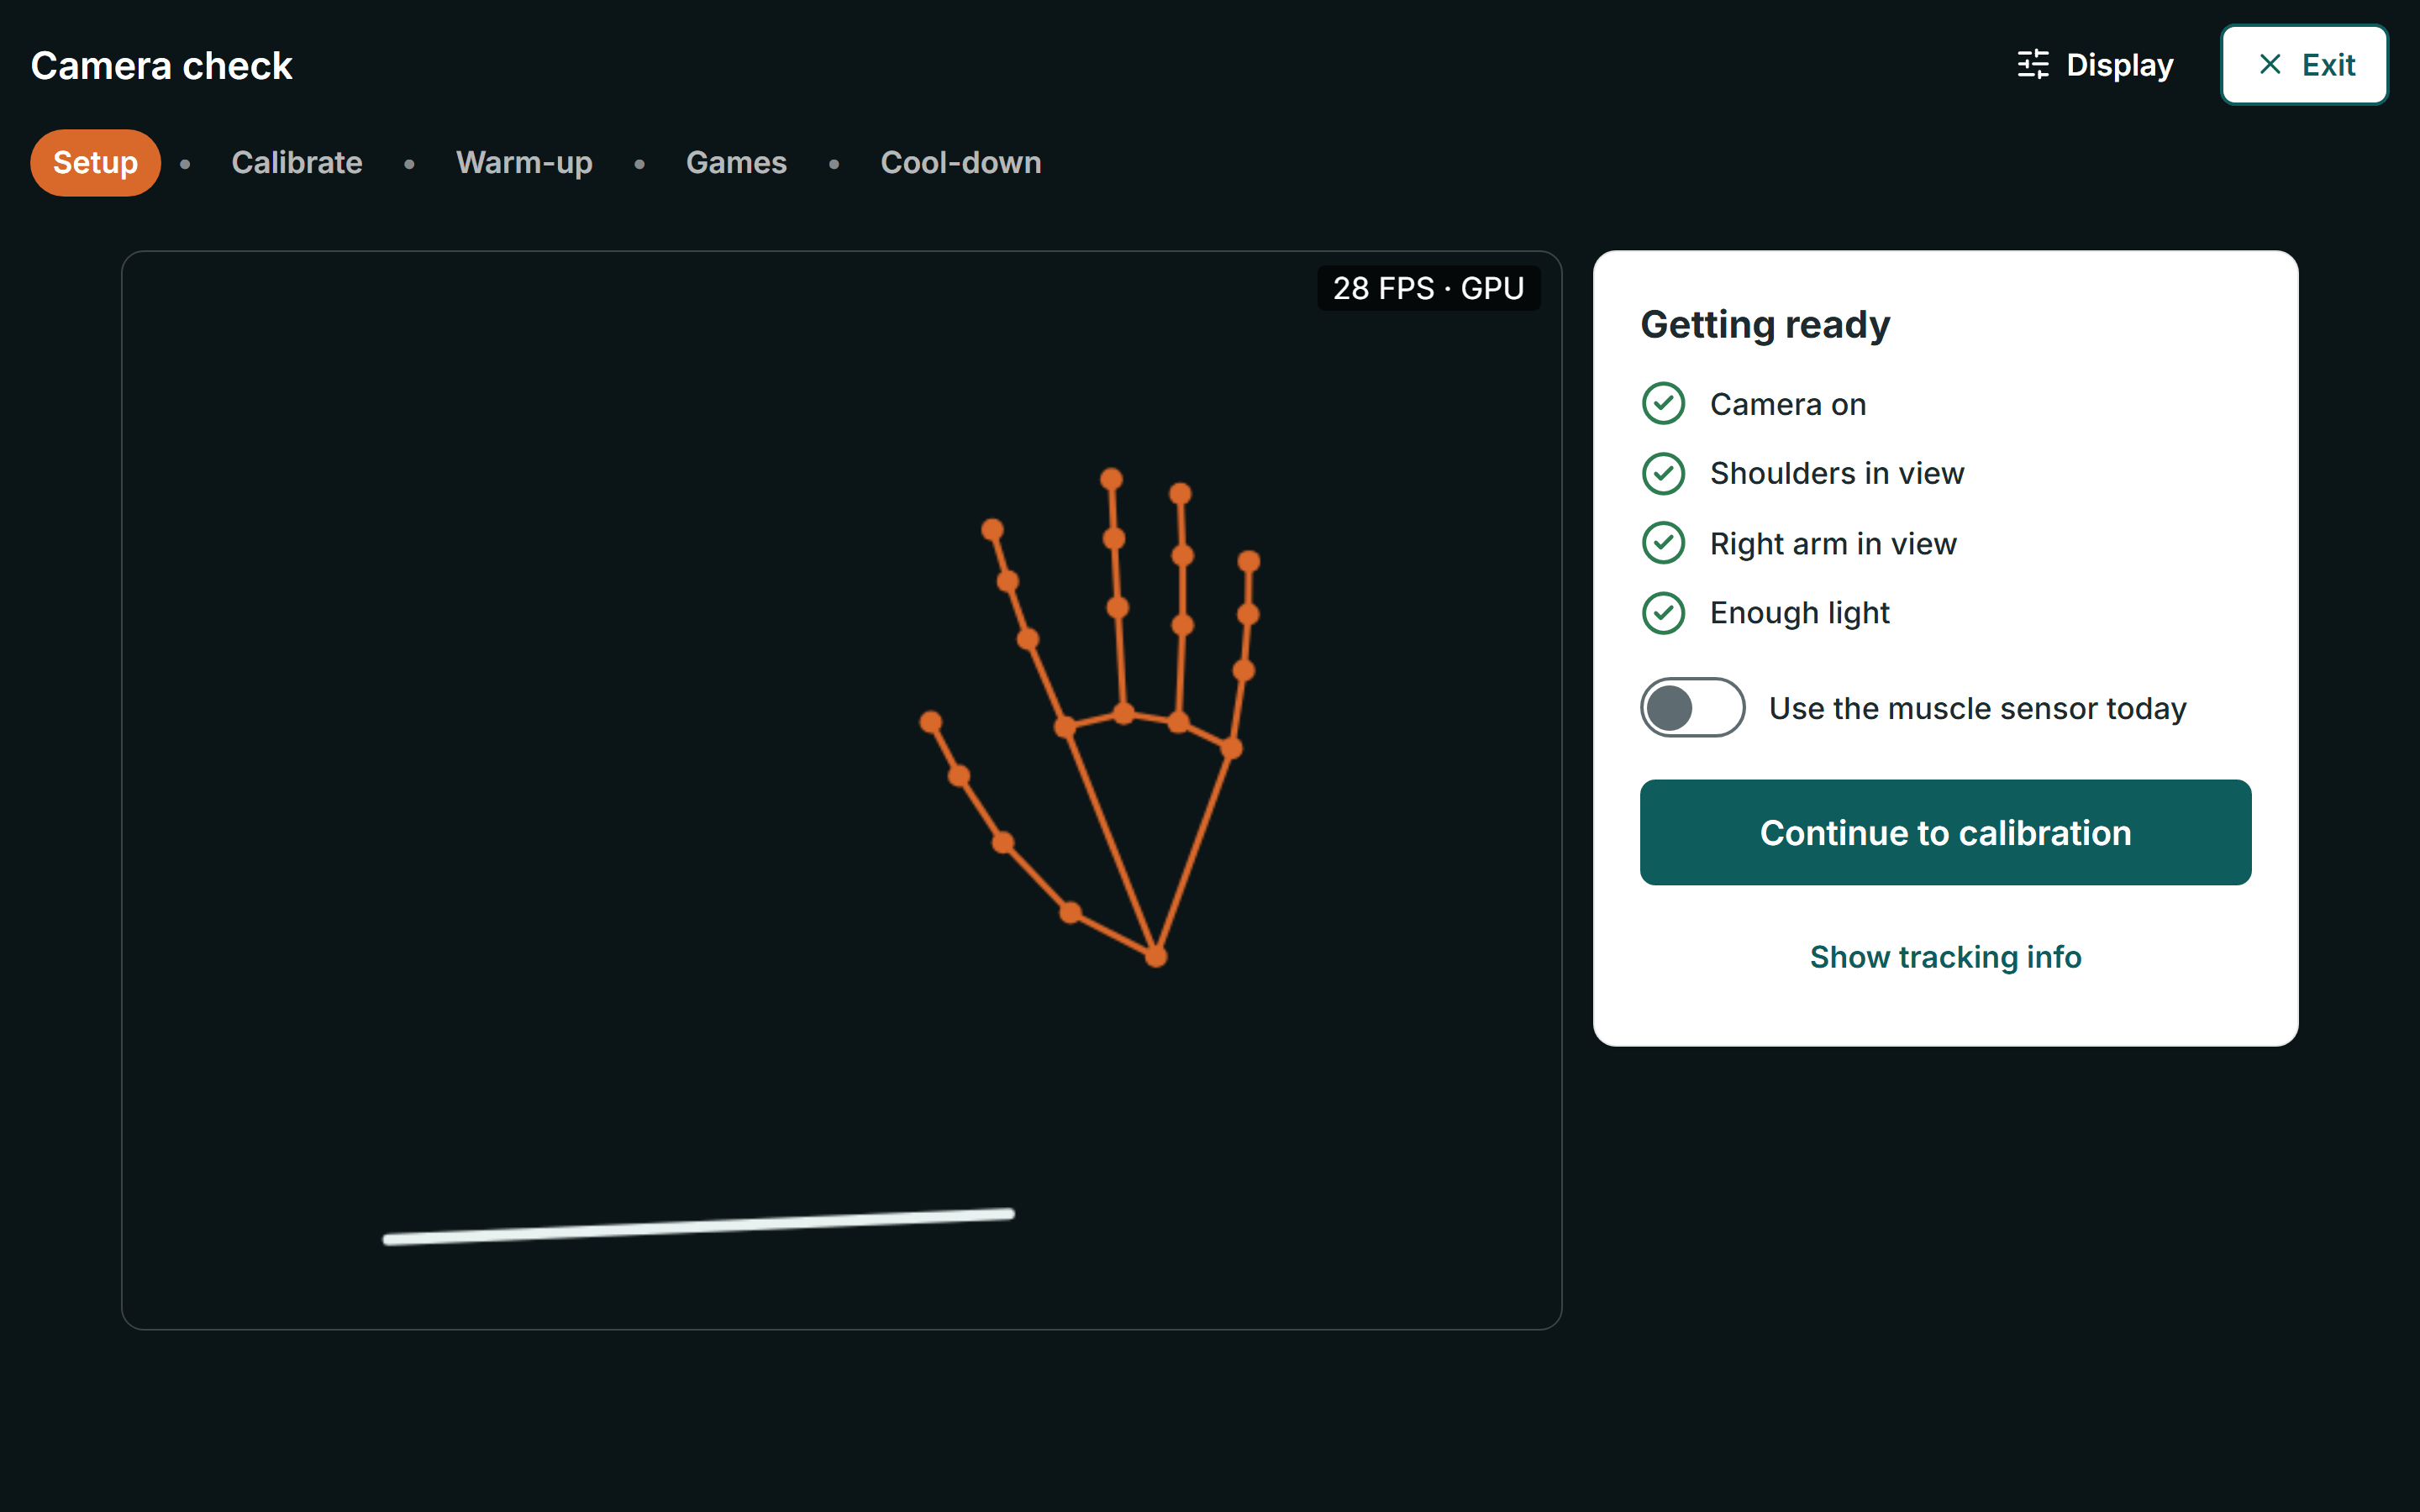 Camera check
Display
Exit
Setup • Calibrate • Warm-up • Games • Cool-down
28 FPS · GPU
Getting ready
Camera on
Shoulders in view
Right arm in view
Enough light
Use the muscle sensor today
Continue to calibration
Show tracking info